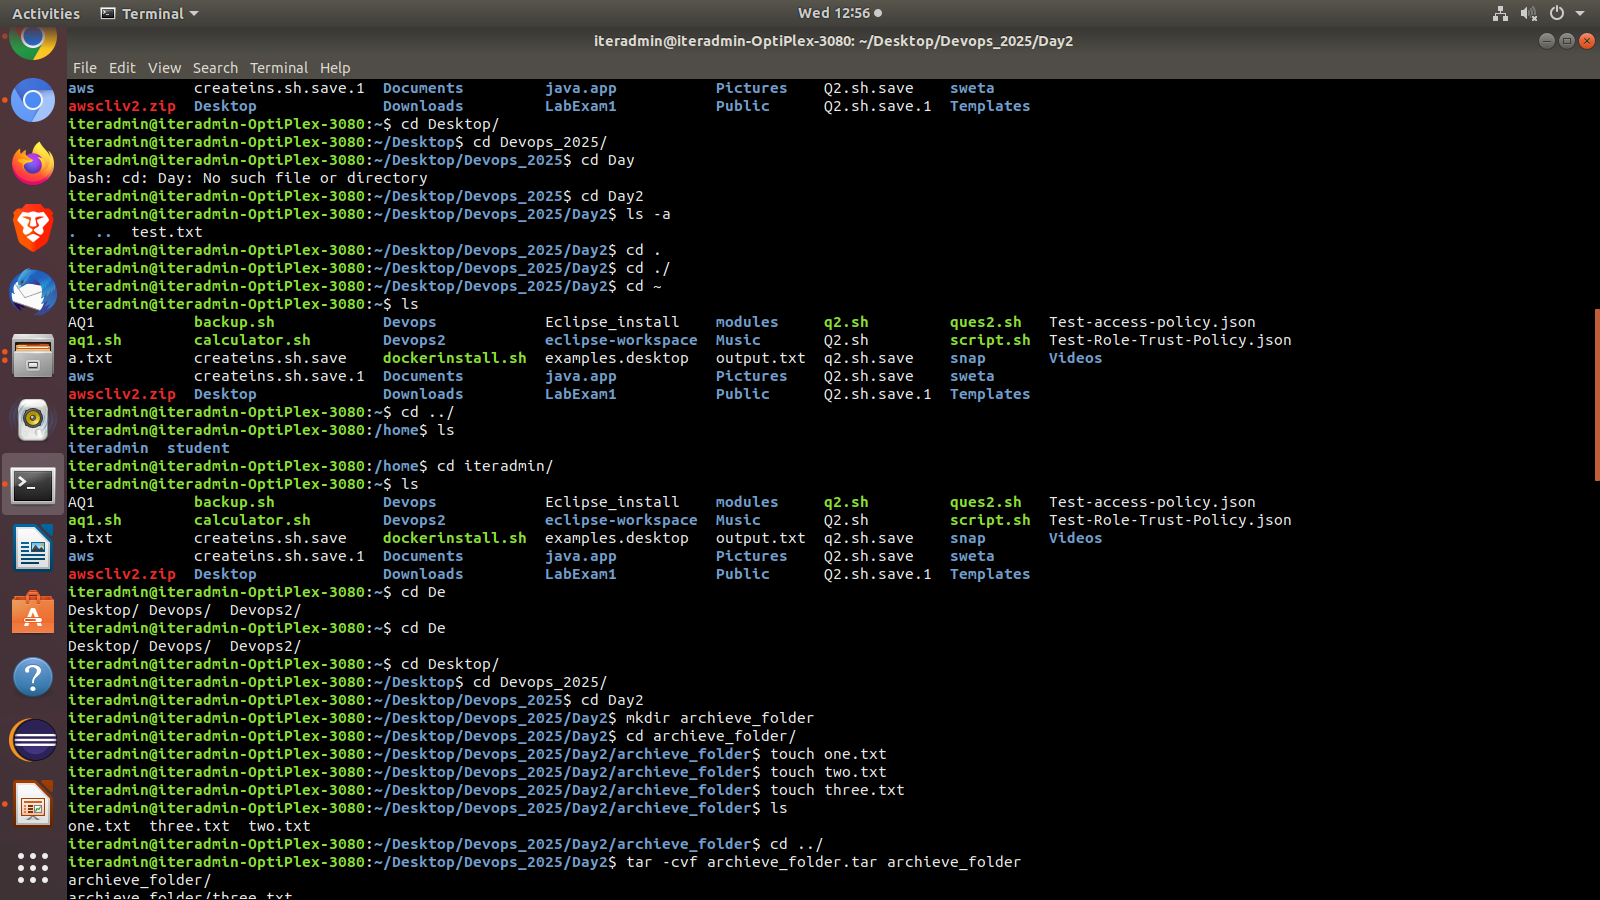 Activities Terminal Wed 12:56
iteradmin@iteradmin-OptiPlex-3080: ~/Desktop/Devops_2025/Day2
File Edit View Search Terminal Help
aws createins.sh.save.1 Documents java.app Pictures Q2.sh.save sweta
awscliv2.zip Desktop Downloads LabExam1 Public Q2.sh.save.1 Templates
iteradmin@iteradmin-OptiPlex-3080:~$ cd Desktop/
iteradmin@iteradmin-OptiPlex-3080:~/Desktop$ cd Devops_2025/
iteradmin@iteradmin-OptiPlex-3080:~/Desktop/Devops_2025$ cd Day
bash: cd: Day: No such file or directory
iteradmin@iteradmin-OptiPlex-3080:~/Desktop/Devops_2025$ cd Day2
iteradmin@iteradmin-OptiPlex-3080:~/Desktop/Devops_2025/Day2$ ls -a
. .. test.txt
iteradmin@iteradmin-OptiPlex-3080:~/Desktop/Devops_2025/Day2$ cd .
iteradmin@iteradmin-OptiPlex-3080:~/Desktop/Devops_2025/Day2$ cd ./
iteradmin@iteradmin-OptiPlex-3080:~/Desktop/Devops_2025/Day2$ cd ~
iteradmin@iteradmin-OptiPlex-3080:~$ ls
AQ1 backup.sh Devops Eclipse_install modules q2.sh ques2.sh Test-access-policy.json
aq1.sh calculator.sh Devops2 eclipse-workspace Music Q2.sh script.sh Test-Role-Trust-Policy.json
a.txt createins.sh.save dockerinstall.sh examples.desktop output.txt q2.sh.save snap Videos
aws createins.sh.save.1 Documents java.app Pictures Q2.sh.save sweta
awscliv2.zip Desktop Downloads LabExam1 Public Q2.sh.save.1 Templates
iteradmin@iteradmin-OptiPlex-3080:~$ cd ../
iteradmin@iteradmin-OptiPlex-3080:/home$ ls
iteradmin student
iteradmin@iteradmin-OptiPlex-3080:/home$ cd iteradmin/
iteradmin@iteradmin-OptiPlex-3080:~$ ls
AQ1 backup.sh Devops Eclipse_install modules q2.sh ques2.sh Test-access-policy.json
aq1.sh calculator.sh Devops2 eclipse-workspace Music Q2.sh script.sh Test-Role-Trust-Policy.json
a.txt createins.sh.save dockerinstall.sh examples.desktop output.txt q2.sh.save snap Videos
aws createins.sh.save.1 Documents java.app Pictures Q2.sh.save sweta
awscliv2.zip Desktop Downloads LabExam1 Public Q2.sh.save.1 Templates
iteradmin@iteradmin-OptiPlex-3080:~$ cd De
Desktop/ Devops/ Devops2/
iteradmin@iteradmin-OptiPlex-3080:~$ cd De
Desktop/ Devops/ Devops2/
iteradmin@iteradmin-OptiPlex-3080:~$ cd Desktop/
iteradmin@iteradmin-OptiPlex-3080:~/Desktop$ cd Devops_2025/
iteradmin@iteradmin-OptiPlex-3080:~/Desktop/Devops_2025$ cd Day2
iteradmin@iteradmin-OptiPlex-3080:~/Desktop/Devops_2025/Day2$ mkdir archieve_folder
iteradmin@iteradmin-OptiPlex-3080:~/Desktop/Devops_2025/Day2$ cd archieve_folder/
iteradmin@iteradmin-OptiPlex-3080:~/Desktop/Devops_2025/Day2/archieve_folder$ touch one.txt
iteradmin@iteradmin-OptiPlex-3080:~/Desktop/Devops_2025/Day2/archieve_folder$ touch two.txt
iteradmin@iteradmin-OptiPlex-3080:~/Desktop/Devops_2025/Day2/archieve_folder$ touch three.txt
iteradmin@iteradmin-OptiPlex-3080:~/Desktop/Devops_2025/Day2/archieve_folder$ ls
one.txt three.txt two.txt
iteradmin@iteradmin-OptiPlex-3080:~/Desktop/Devops_2025/Day2/archieve_folder$ cd ../
iteradmin@iteradmin-OptiPlex-3080:~/Desktop/Devops_2025/Day2$ tar -cvf archieve_folder.tar archieve_folder
archieve_folder/
archieve_folder/three.txt